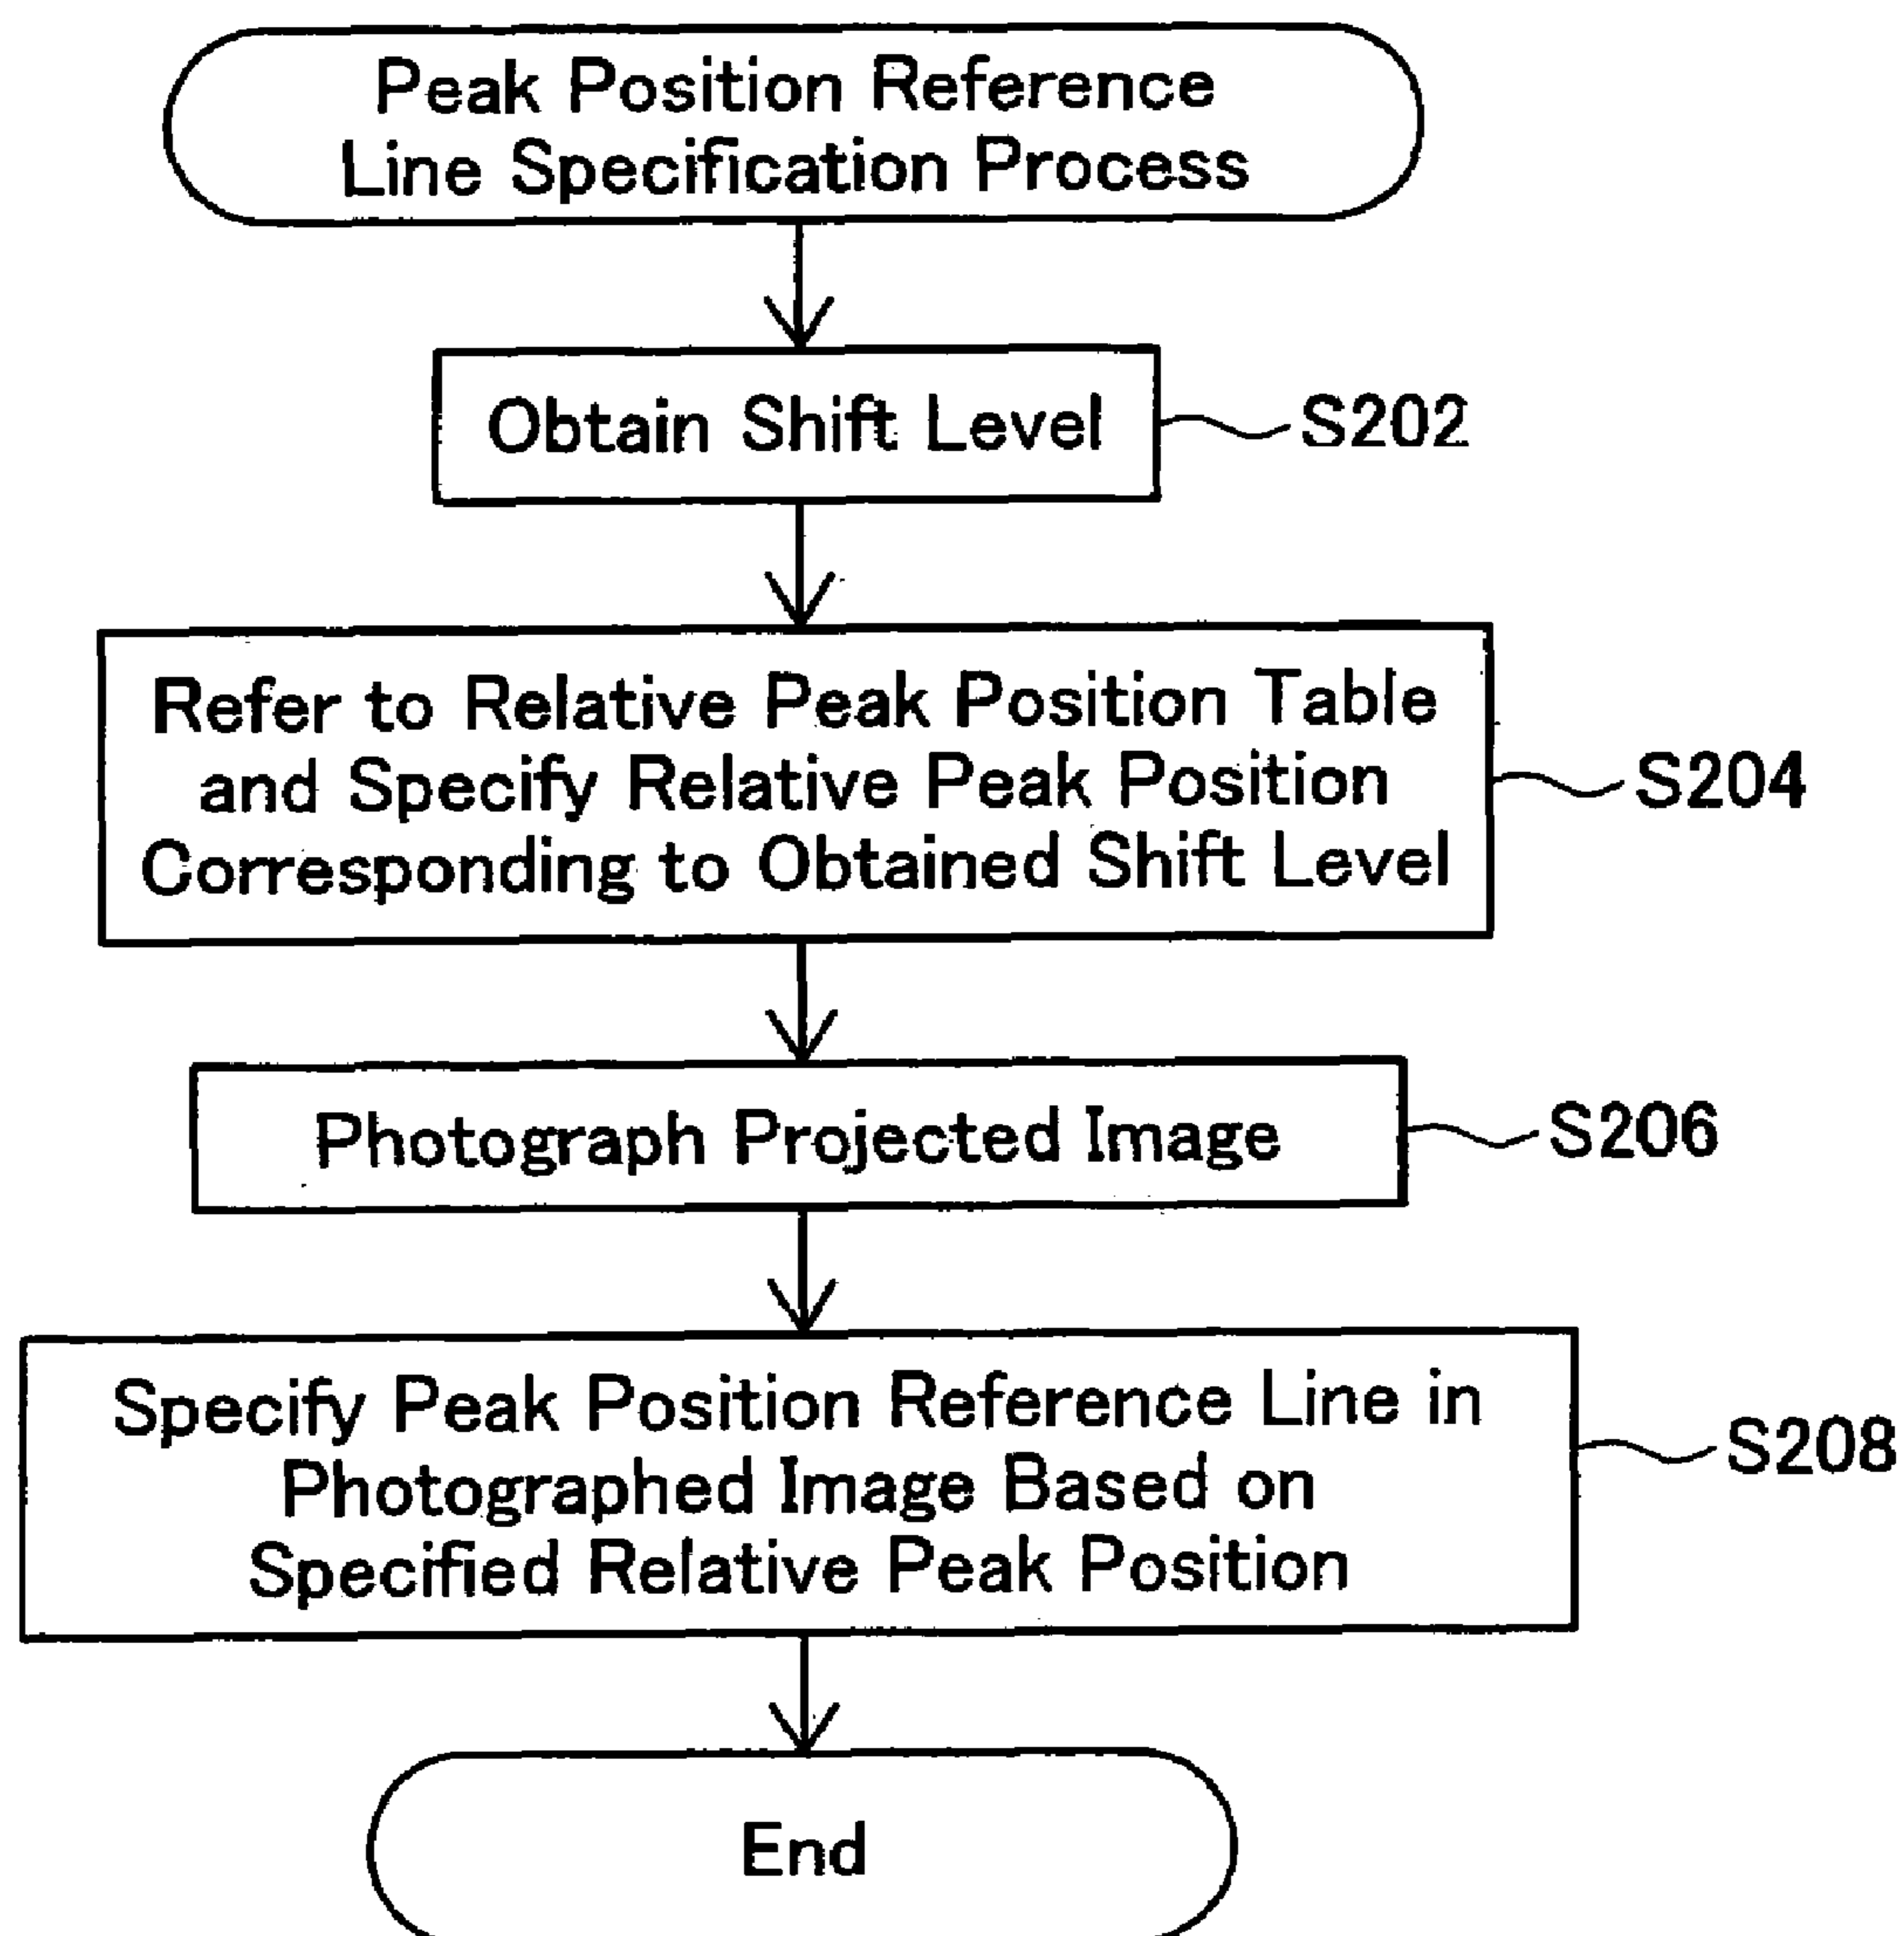 Peak Position Reference
Line Specification Process
Obtain Shift Level
S202
Refer to Relative Peak Position Table
and Specify Relative Peak Position
Corresponding to Obtained Shift Level
S204
Photograph Projected Image
S206
Specify Peak Position Reference Line in
Photographed Image Based on
Specified Relative Peak Position
S208
End